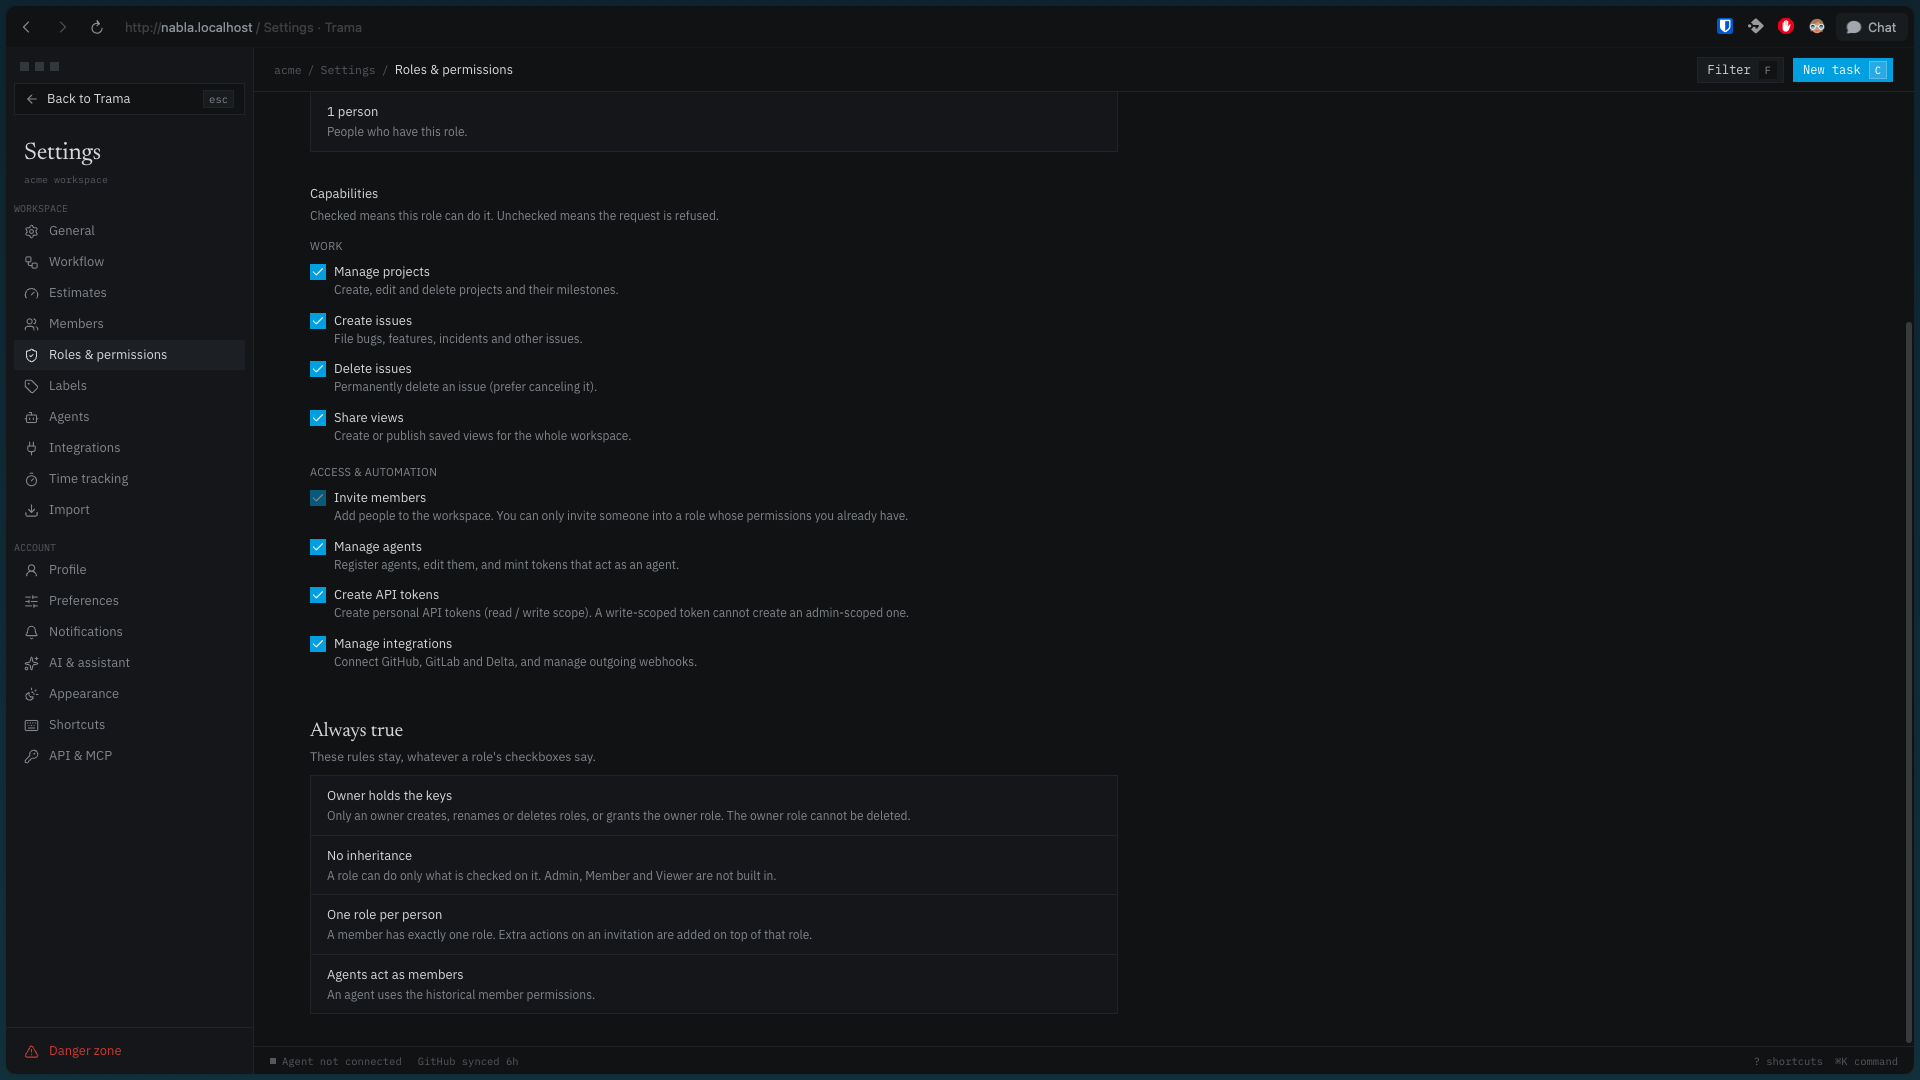 http://nabla.localhost / Settings · Trama
Chat
Back to Trama
esc
Settings
acme workspace
WORKSPACE
General
Workflow
Estimates
Members
Roles & permissions
Labels
Agents
Integrations
Time tracking
Import
ACCOUNT
Profile
Preferences
Notifications
AI & assistant
Appearance
Shortcuts
API & MCP
Danger zone
acme / Settings / Roles & permissions
Filter F
New task C
1 person
People who have this role.
Capabilities
Checked means this role can do it. Unchecked means the request is refused.
WORK
Manage projects
Create, edit and delete projects and their milestones.
Create issues
File bugs, features, incidents and other issues.
Delete issues
Permanently delete an issue (prefer canceling it).
Share views
Create or publish saved views for the whole workspace.
ACCESS & AUTOMATION
Invite members
Add people to the workspace. You can only invite someone into a role whose permissions you already have.
Manage agents
Register agents, edit them, and mint tokens that act as an agent.
Create API tokens
Create personal API tokens (read / write scope). A write-scoped token cannot create an admin-scoped one.
Manage integrations
Connect GitHub, GitLab and Delta, and manage outgoing webhooks.
Always true
These rules stay, whatever a role's checkboxes say.
Owner holds the keys
Only an owner creates, renames or deletes roles, or grants the owner role. The owner role cannot be deleted.
No inheritance
A role can do only what is checked on it. Admin, Member and Viewer are not built in.
One role per person
A member has exactly one role. Extra actions on an invitation are added on top of that role.
Agents act as members
An agent uses the historical member permissions.
Agent not connected
GitHub synced 6h
? shortcuts
⌘K command